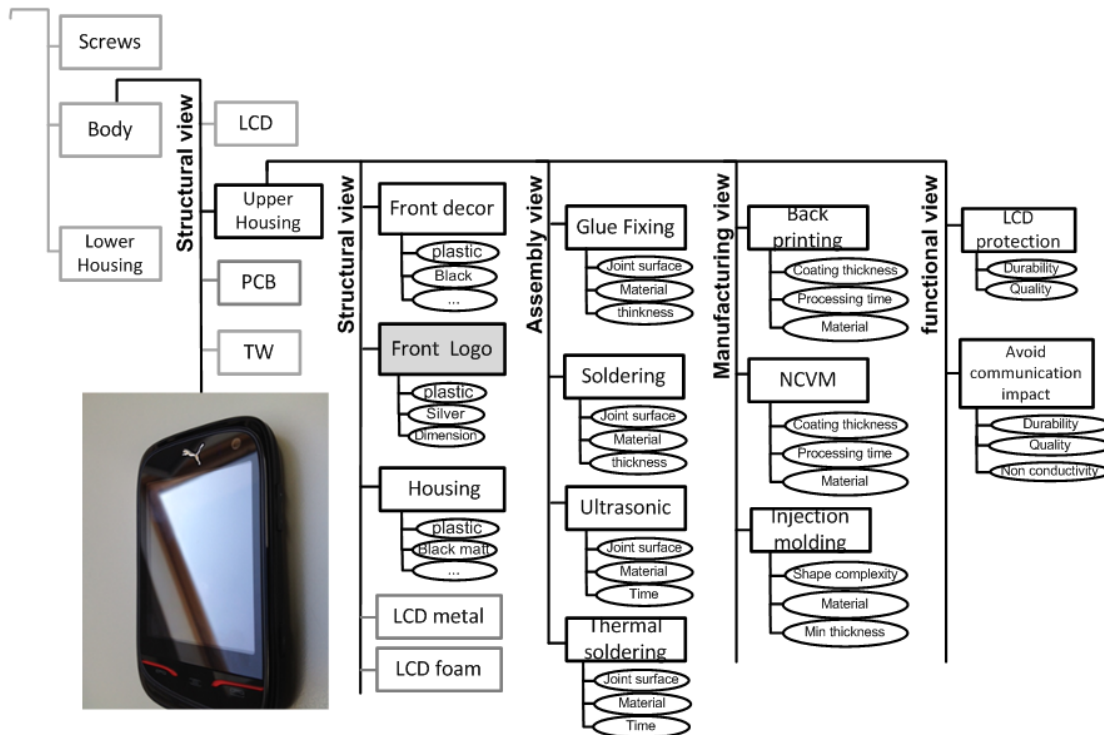 Screws
Body
Lower
Housing
Structural view
LCD
Upper
Housing
PCB
TW
Structural view
Front decor
plastic
Black
...
Front Logo
plastic
Silver
Dimension
Housing
plastic
Black matt
...
LCD metal
LCD foam
Assembly view
Glue Fixing
Joint surface
Material
thinkness
Soldering
Joint surface
Material
thickness
Ultrasonic
Joint surface
Material
Time
Thermal
soldering
Joint surface
Material
Time
Manufacturing view
Back
printing
Coating thickness
Processing time
Material
NCVM
Coating thickness
Processing time
Material
Injection
molding
Shape complexity
Material
Min thickness
functional view
LCD
protection
Durability
Quality
Avoid
communication
impact
Durability
Quality
Non conductivity